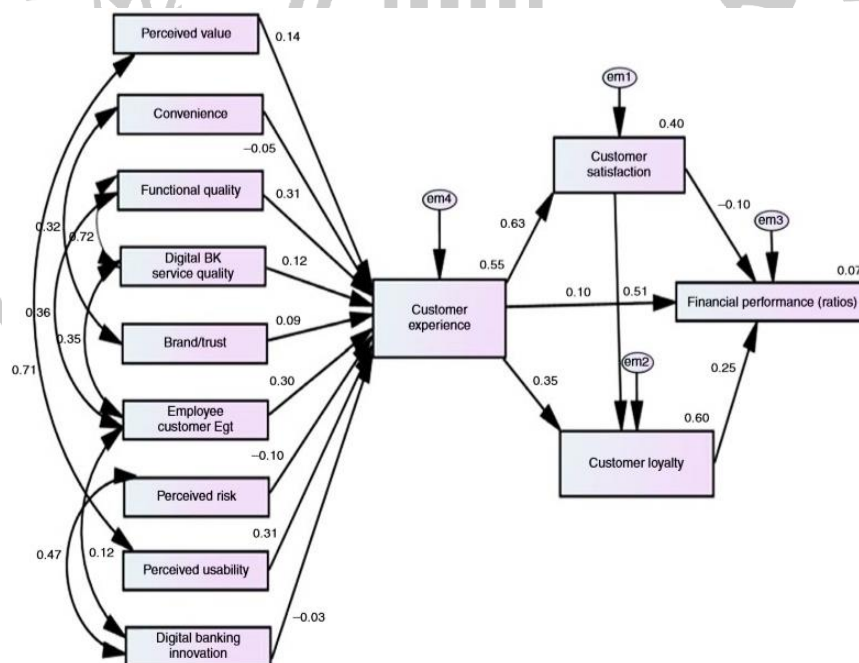 Perceived value
0.14
Convenience
−0.05
Functional quality
0.31
0.32
0.72
Digital BK
service quality
0.12
0.36
0.35
Brand/trust
0.09
0.71
Employee
customer Egt
0.30
−0.10
Perceived risk
0.31
0.47
0.12
Perceived usability
−0.03
Digital banking
innovation
em4
0.55
Customer
experience
0.63
0.10
0.35
em1
0.40
Customer
satisfaction
−0.10
0.51
em3
0.07
Financial performance (ratios)
em2
0.25
0.60
Customer loyalty